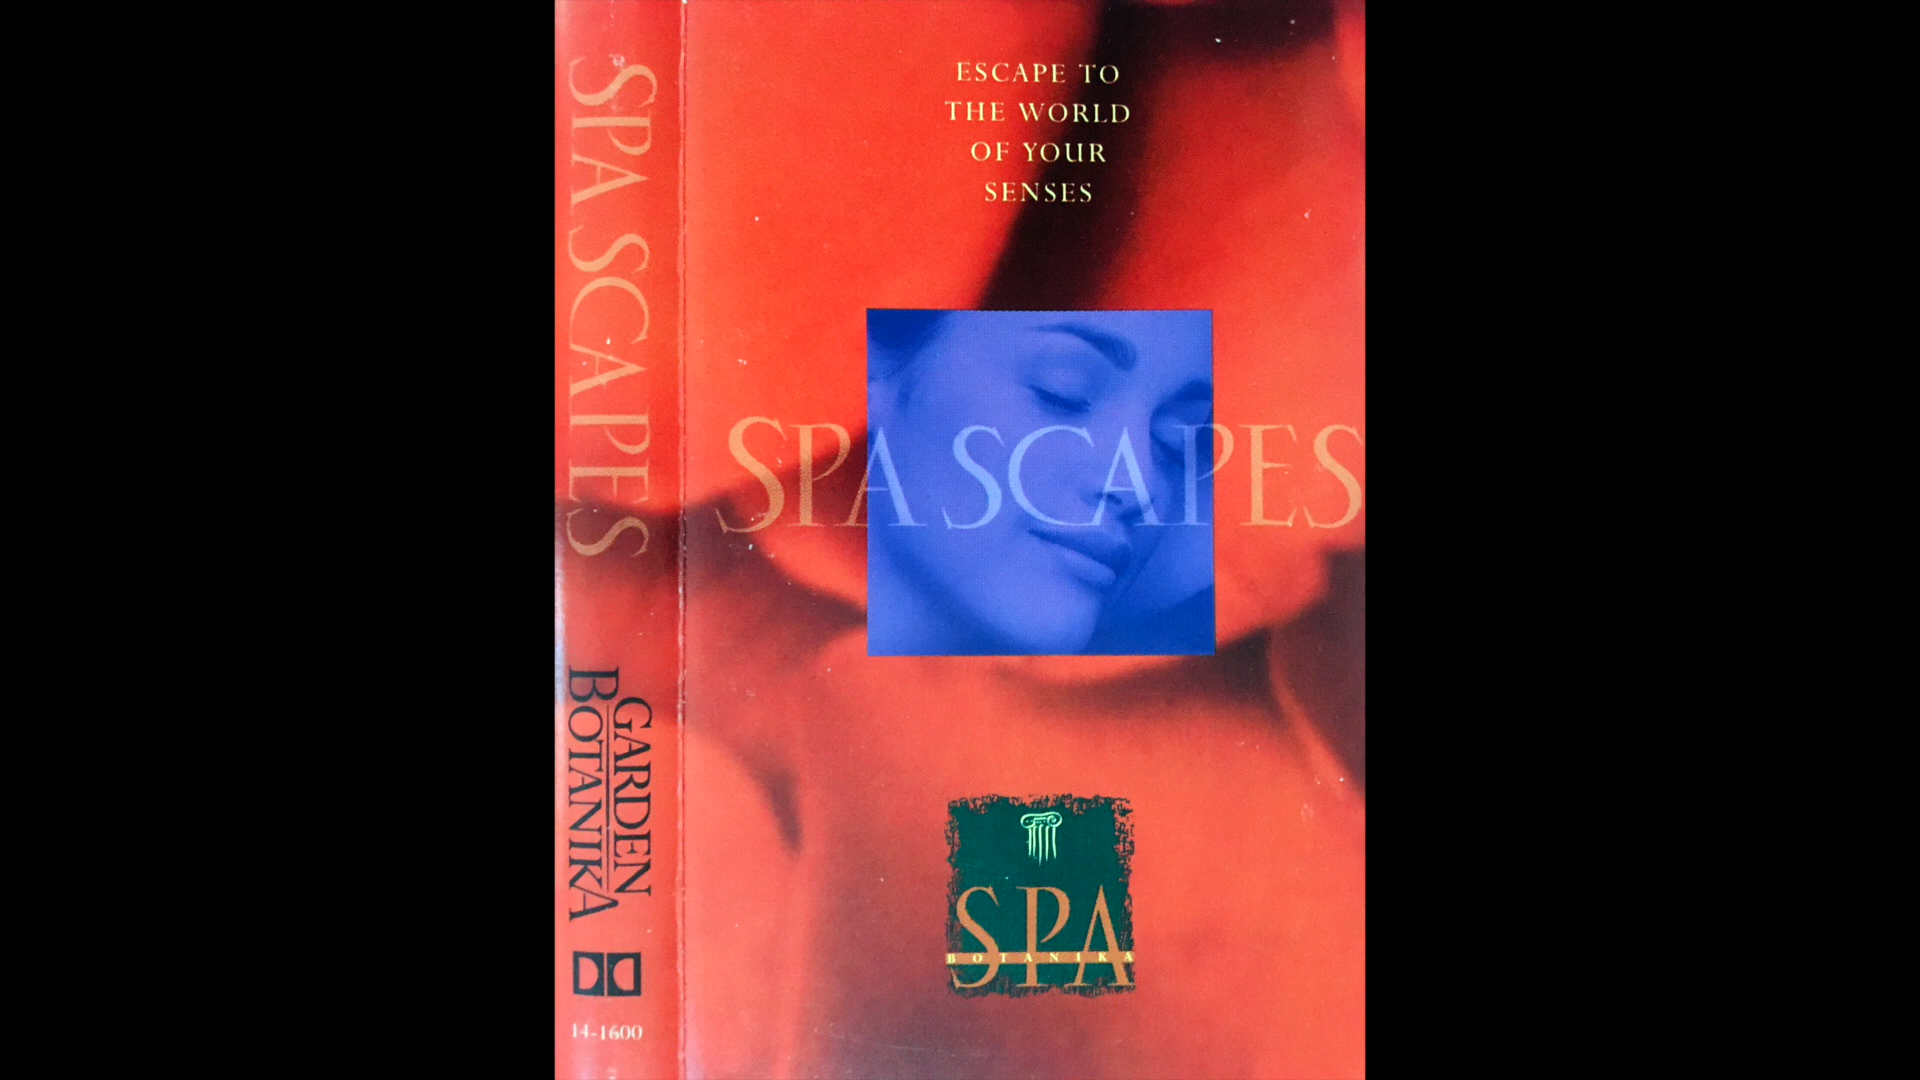 SPA SCAPES
GARDEN
BOTANIKA
14-1600
ESCAPE TO
THE WORLD
OF YOUR
SENSES
SPA SCAPES
SPA
BOTANIKA